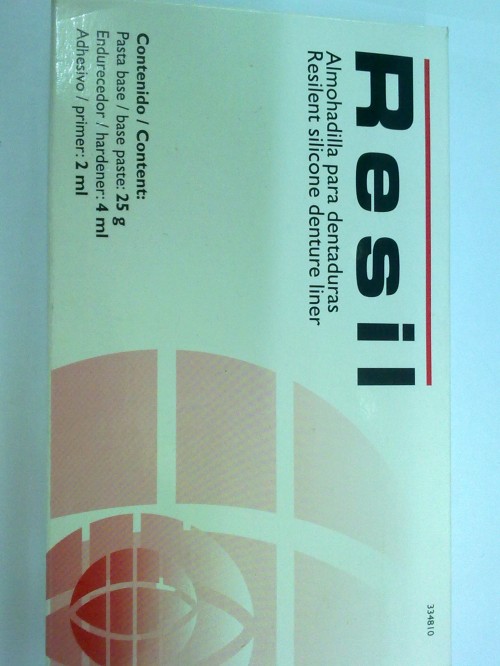 Resil
Almohadilla para dentaduras
Resilent silicone denture liner
Contenido / Content:
Pasta base / base paste: 25 g
Endurecedor / hardener: 4 ml
Adhesivo / primer: 2 ml
334810